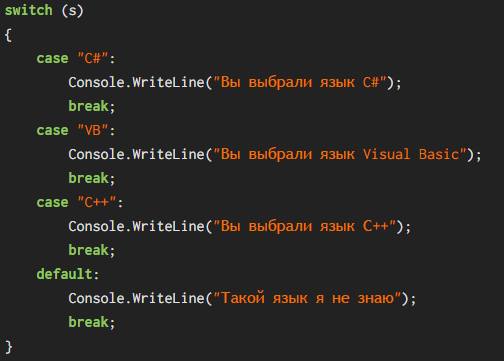 switch (s)
{
    case "C#":
        Console.WriteLine("Вы выбрали язык C#");
        break;
    case "VB":
        Console.WriteLine("Вы выбрали язык Visual Basic");
        break;
    case "C++":
        Console.WriteLine("Вы выбрали язык С++");
        break;
    default:
        Console.WriteLine("Такой язык я не знаю");
        break;
}